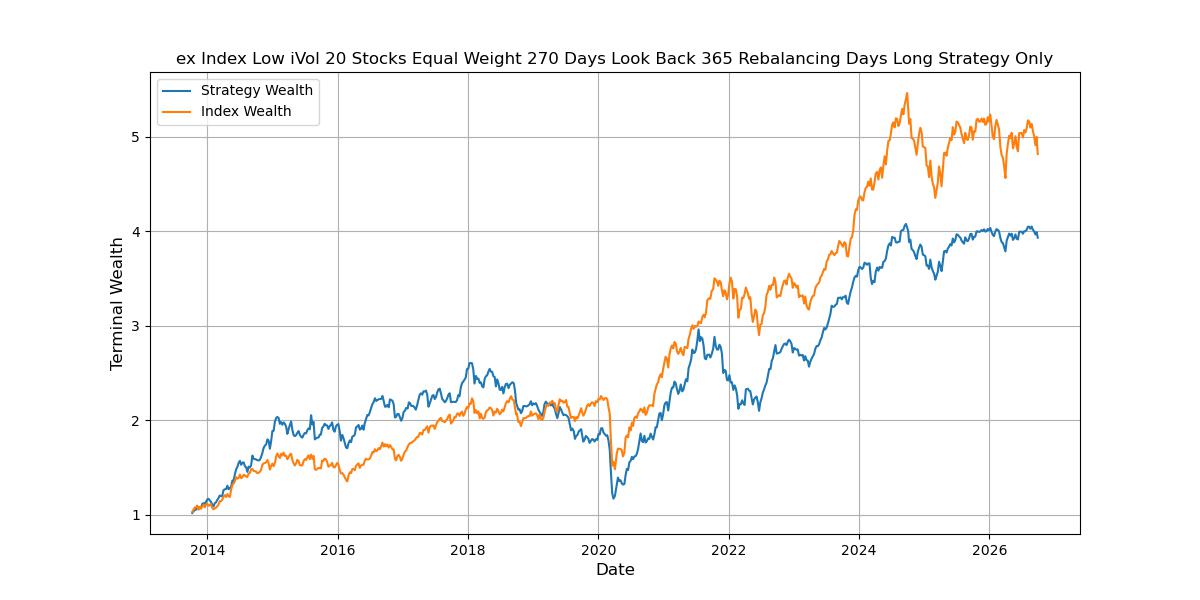 ex Index Low iVol 20 Stocks Equal Weight 270 Days Look Back 365 Rebalancing Days Long Strategy Only
Strategy Wealth
Index Wealth
Terminal Wealth
5
4
3
2
1
2014 2016 2018 2020 2022 2024 2026
Date